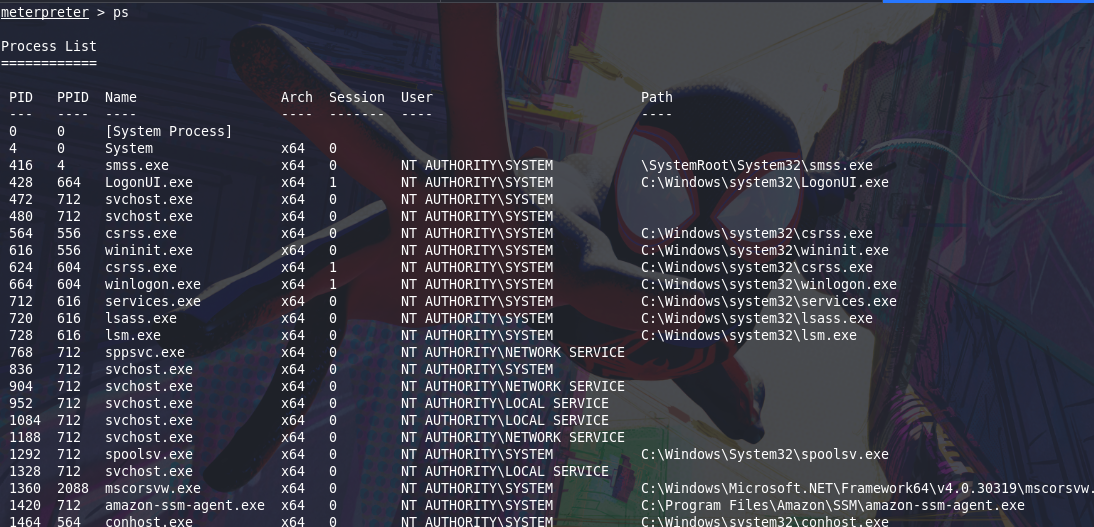 meterpreter > ps
Process List
============
PID PPID Name Arch Session User Path
--- ---- ---- ---- ------- ---- ----
0 0 [System Process]
4 0 System x64 0
416 4 smss.exe x64 0 NT AUTHORITY\SYSTEM \SystemRoot\System32\smss.exe
428 664 LogonUI.exe x64 1 NT AUTHORITY\SYSTEM C:\Windows\system32\LogonUI.exe
472 712 svchost.exe x64 0 NT AUTHORITY\SYSTEM
480 712 svchost.exe x64 0 NT AUTHORITY\SYSTEM
564 556 csrss.exe x64 0 NT AUTHORITY\SYSTEM C:\Windows\system32\csrss.exe
616 556 wininit.exe x64 0 NT AUTHORITY\SYSTEM C:\Windows\system32\wininit.exe
624 604 csrss.exe x64 1 NT AUTHORITY\SYSTEM C:\Windows\system32\csrss.exe
664 604 winlogon.exe x64 1 NT AUTHORITY\SYSTEM C:\Windows\system32\winlogon.exe
712 616 services.exe x64 0 NT AUTHORITY\SYSTEM C:\Windows\system32\services.exe
720 616 lsass.exe x64 0 NT AUTHORITY\SYSTEM C:\Windows\system32\lsass.exe
728 616 lsm.exe x64 0 NT AUTHORITY\SYSTEM C:\Windows\system32\lsm.exe
768 712 sppsvc.exe x64 0 NT AUTHORITY\NETWORK SERVICE
836 712 svchost.exe x64 0 NT AUTHORITY\SYSTEM
904 712 svchost.exe x64 0 NT AUTHORITY\NETWORK SERVICE
952 712 svchost.exe x64 0 NT AUTHORITY\LOCAL SERVICE
1084 712 svchost.exe x64 0 NT AUTHORITY\LOCAL SERVICE
1188 712 svchost.exe x64 0 NT AUTHORITY\NETWORK SERVICE
1292 712 spoolsv.exe x64 0 NT AUTHORITY\SYSTEM C:\Windows\System32\spoolsv.exe
1328 712 svchost.exe x64 0 NT AUTHORITY\LOCAL SERVICE
1360 2088 mscorsvw.exe x64 0 NT AUTHORITY\SYSTEM C:\Windows\Microsoft.NET\Framework64\v4.0.30319\mscorsvw.
1420 712 amazon-ssm-agent.exe x64 0 NT AUTHORITY\SYSTEM C:\Program Files\Amazon\SSM\amazon-ssm-agent.exe
1464 564 conhost.exe x64 0 NT AUTHORITY\SYSTEM C:\Windows\system32\conhost.exe